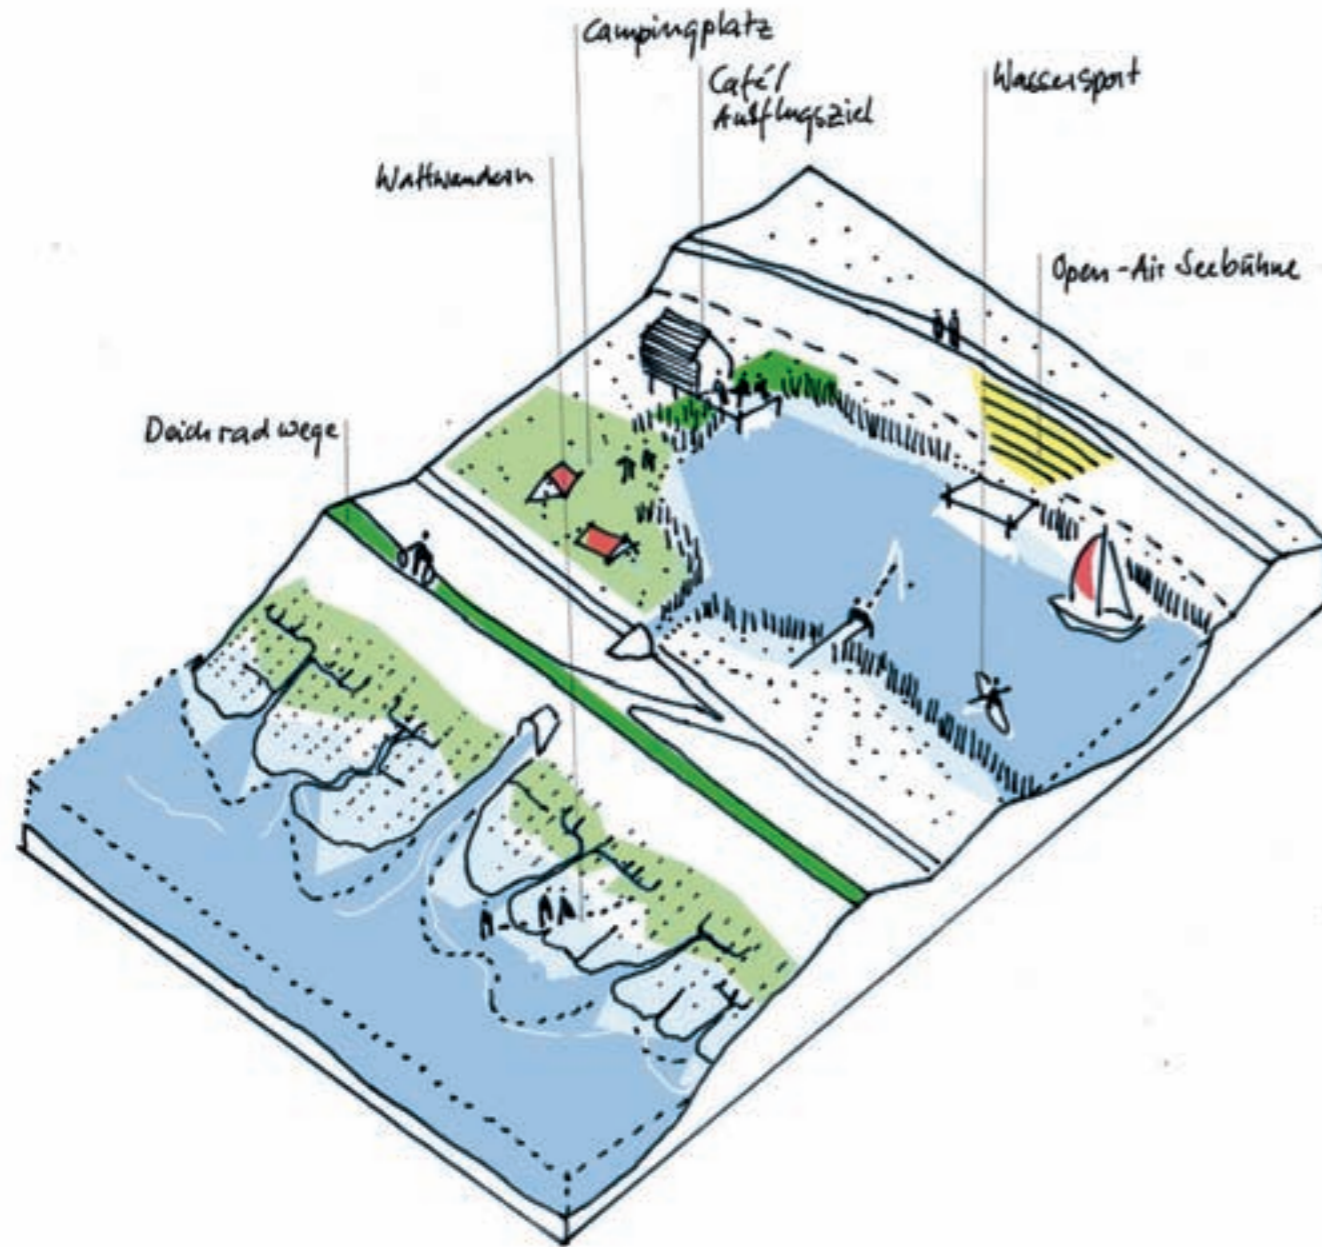 Campingplatz
Café/
Ausflugsziel
Wassersport
Wattwandern
Open-Air Seebühne
Deichradwege